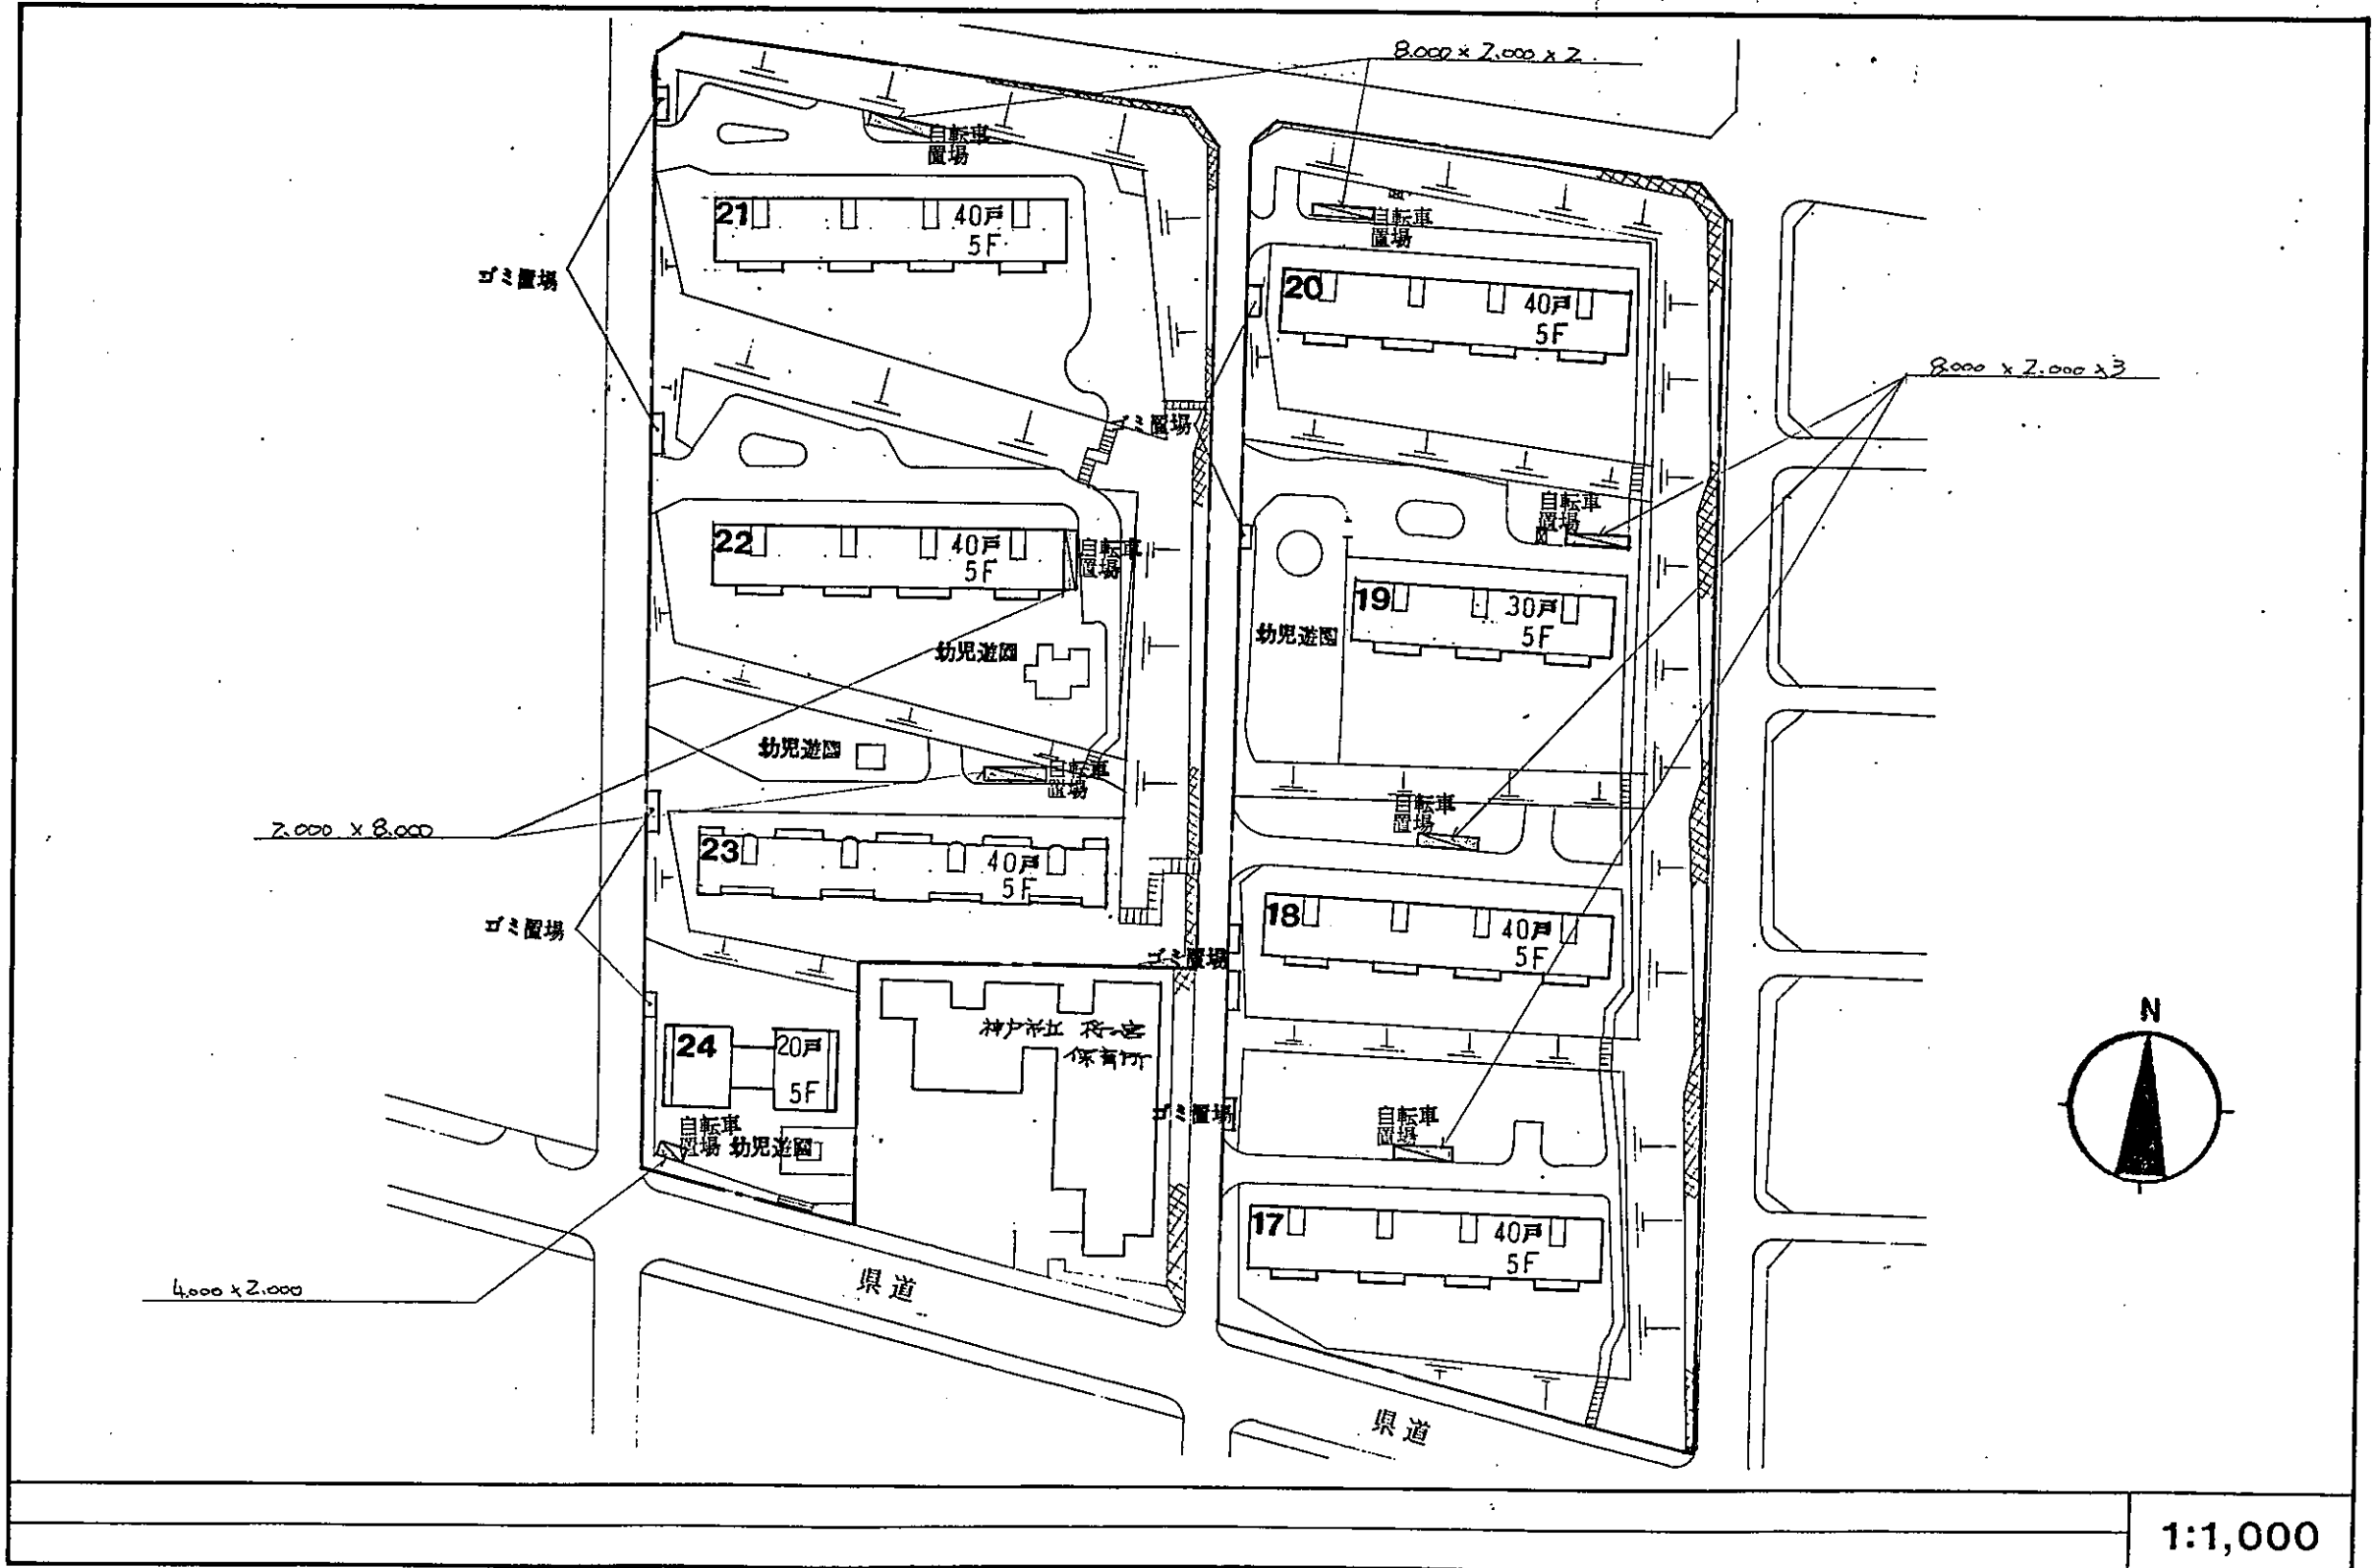 8.000 × 2.000 × 2
自転車
置場
21
40戸
5F
自転車
置場
ゴミ置場
20
40戸
5F
8.000 × 2.000 × 3
ゴミ置場
自転車
置場
22
40戸
5F
自転車
置場
19
30戸
5F
幼児遊園
幼児遊園
幼児遊園
自転車
置場
自転車
置場
2.000 × 8.000
23
40戸
5F
ゴミ置場
18
40戸
5F
ゴミ置場
神戸市立
保育所
24
20戸
5F
N
ゴミ置場
自転車
置場
自転車
置場
幼児遊園
17
40戸
5F
4.000 × 2.000
県道
県道
1:1,000